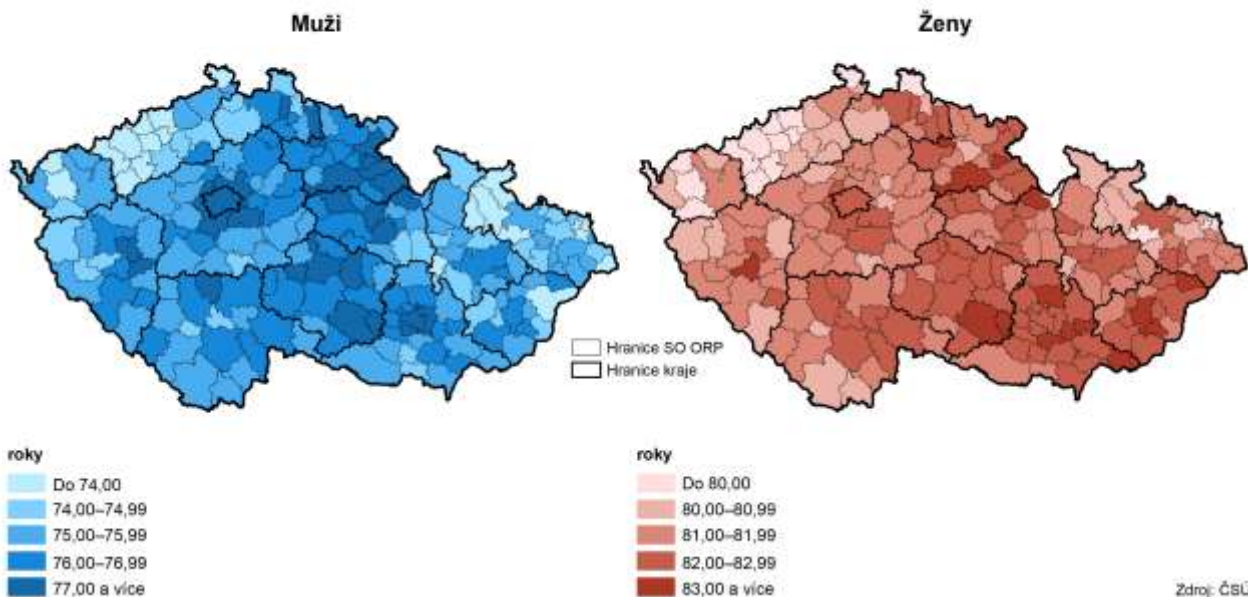 Muži
Ženy
Hranice SO ORP
Hranice kraje
roky
Do 74,00
74,00–74,99
75,00–75,99
76,00–76,99
77,00 a více
roky
Do 80,00
80,00–80,99
81,00–81,99
82,00–82,99
83,00 a více
Zdroj: ČSÚ